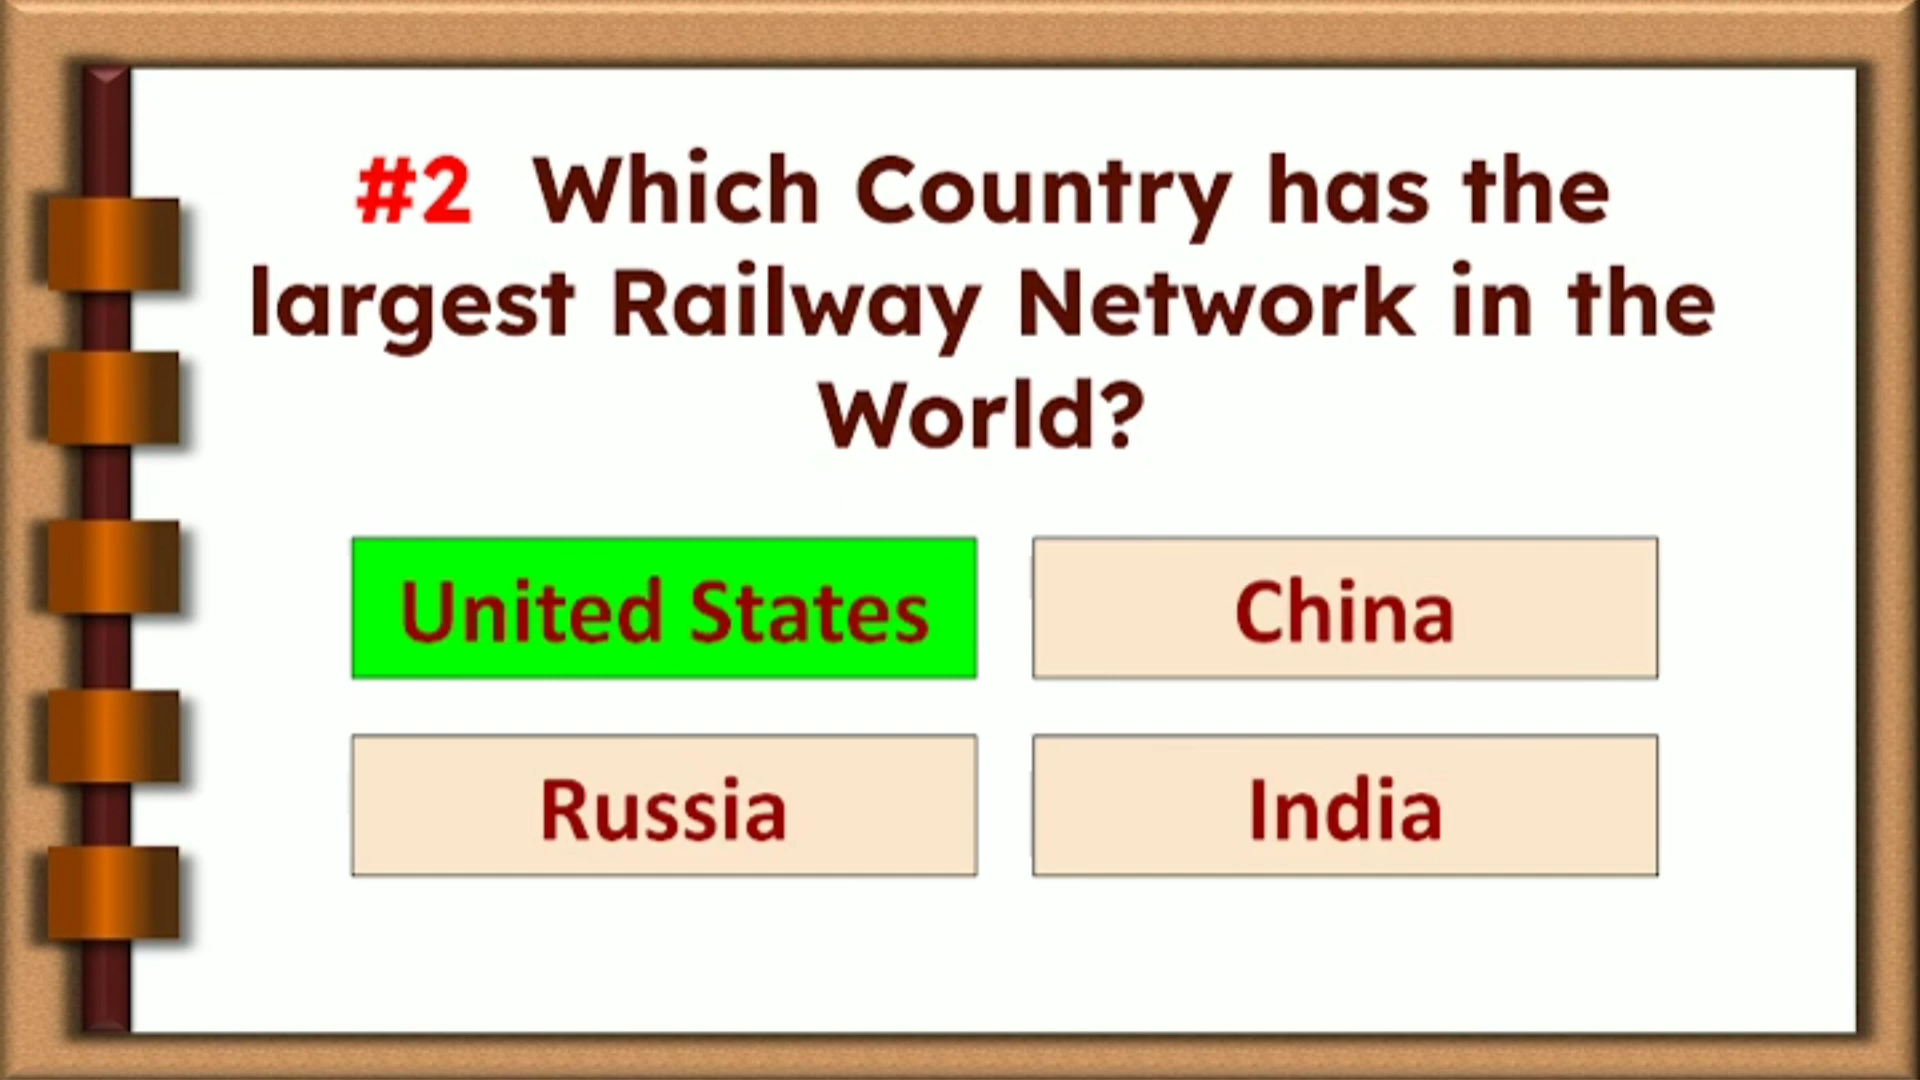 #2 Which Country has the
largest Railway Network in the
World?
United States
China
Russia
India